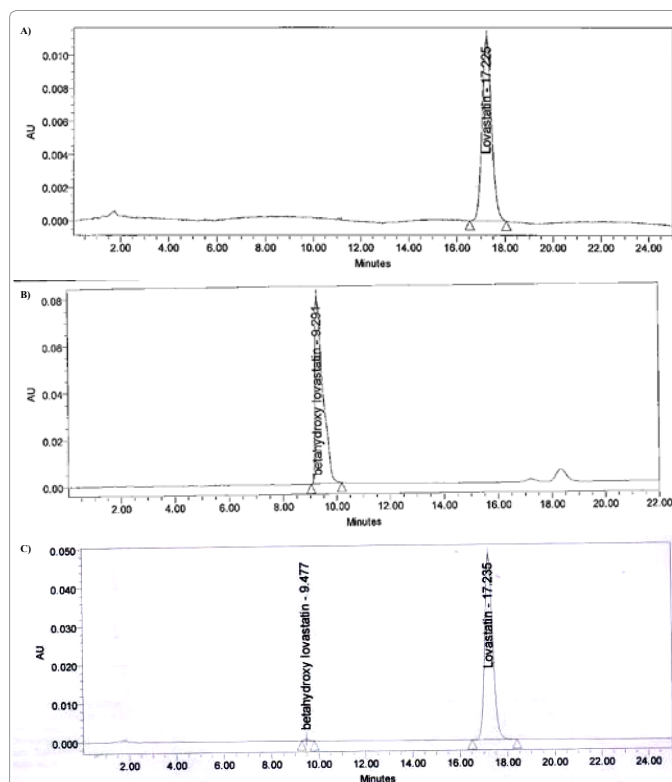 A)
0.010
0.008
0.006
0.004
0.002
0.000
AU
Lovastatin - 17.225
2.00 4.00 6.00 8.00 10.00 12.00 14.00 16.00 18.00 20.00 22.00 24.00
Minutes
B)
0.08
0.06
0.04
0.02
0.00
AU
betahydroxy lovastatin - 9.291
2.00 4.00 6.00 8.00 10.00 12.00 14.00 16.00 18.00 20.00 22.00
Minutes
C)
0.050
0.040
0.030
0.020
0.010
0.000
AU
betahydroxy lovastatin - 9.477
Lovastatin - 17.235
2.00 4.00 6.00 8.00 10.00 12.00 14.00 16.00 18.00 20.00 22.00 24.00
Minutes